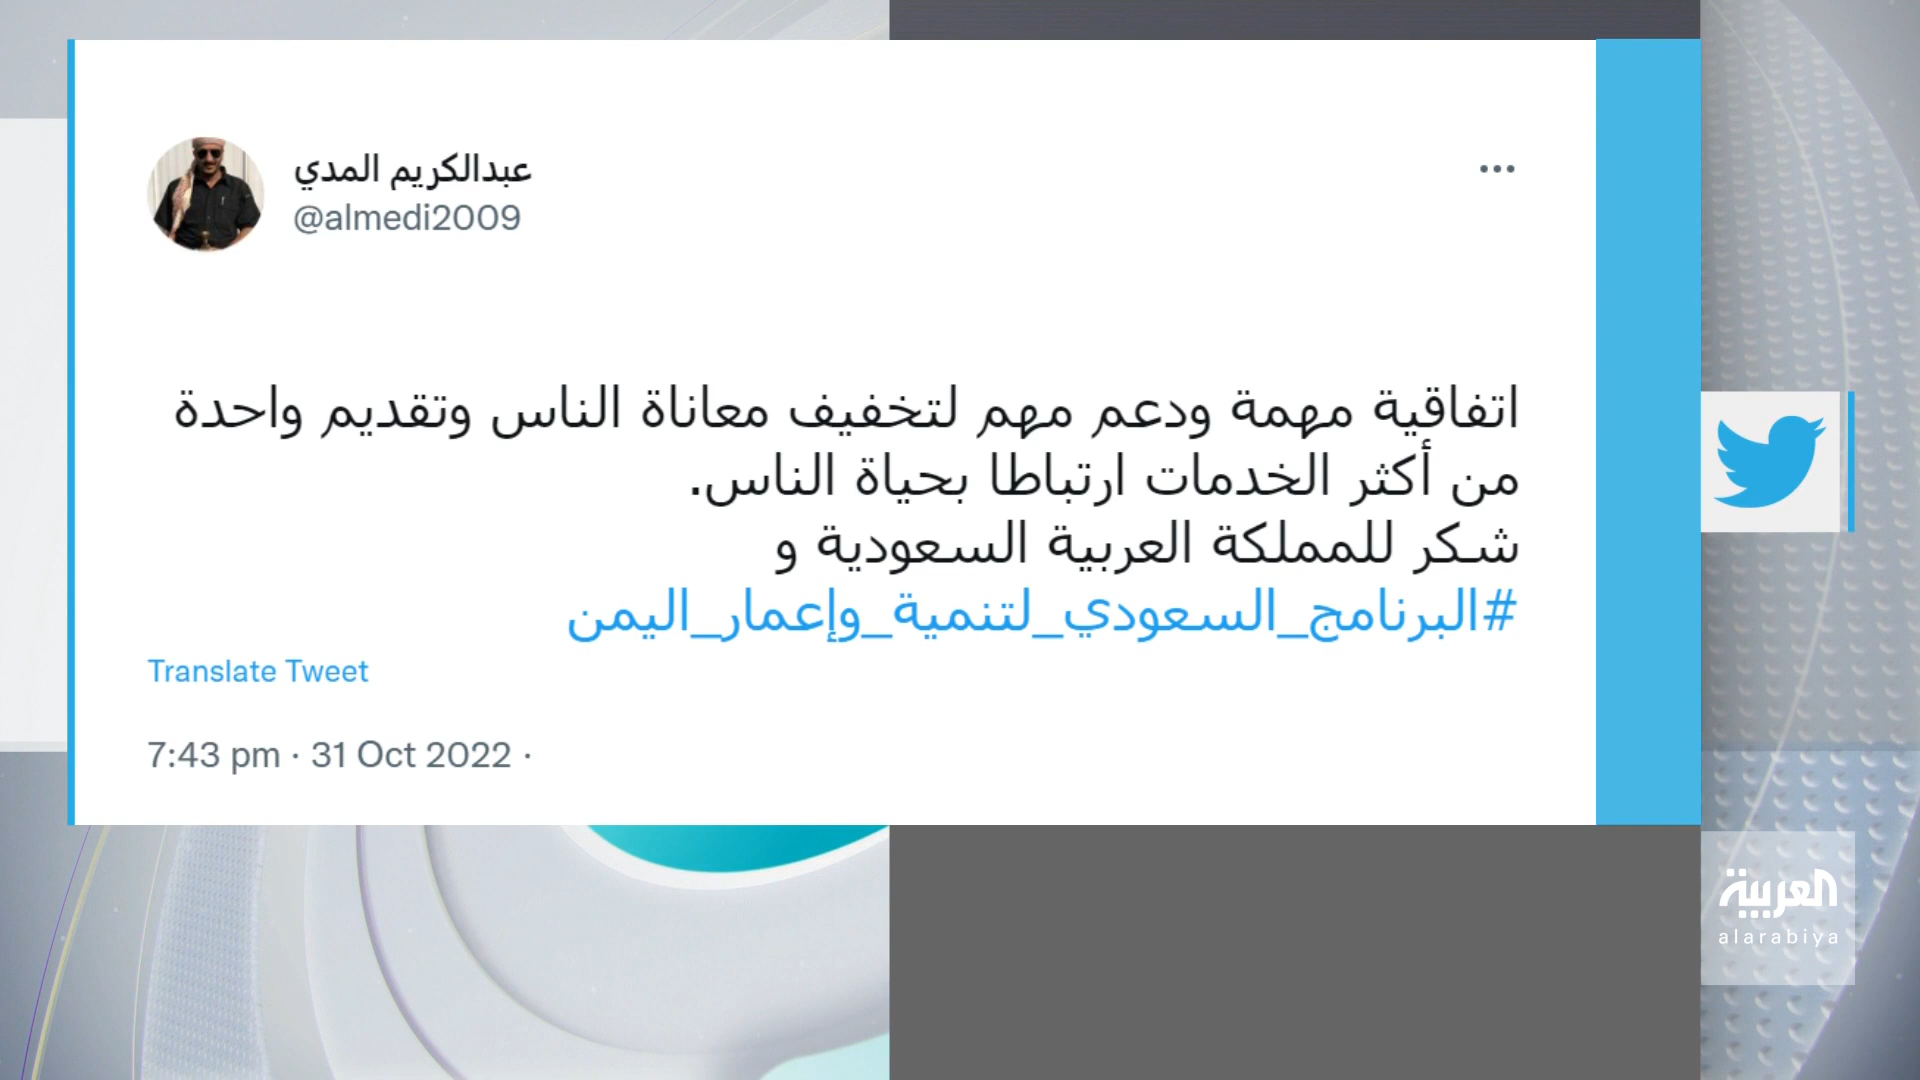 عبدالكريم المدي
@almedi2009
اتفاقية مهمة ودعم مهم لتخفيف معاناة الناس وتقديم واحدة
من أكثر الخدمات ارتباطا بحياة الناس.
شكر للمملكة العربية السعودية و
#البرنامج_السعودي_لتنمية_وإعمار_اليمن
Translate Tweet
7:43 pm · 31 Oct 2022 ·
العربية
alarabiya